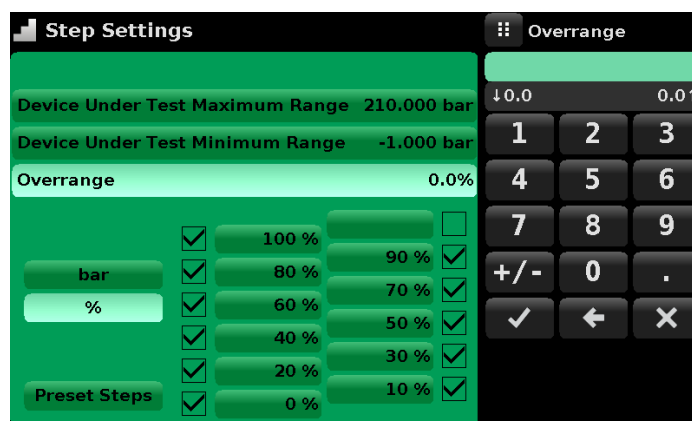 Step Settings
Overrange
Device Under Test Maximum Range 210.000 bar
↓0.0 0.0↑
Device Under Test Minimum Range -1.000 bar
Overrange 0.0%
1 2 3
4 5 6
7 8 9
+/- 0 .
100 %
90 %
bar
80 %
70 %
%
60 %
50 %
40 %
30 %
20 %
10 %
Preset Steps
0 %